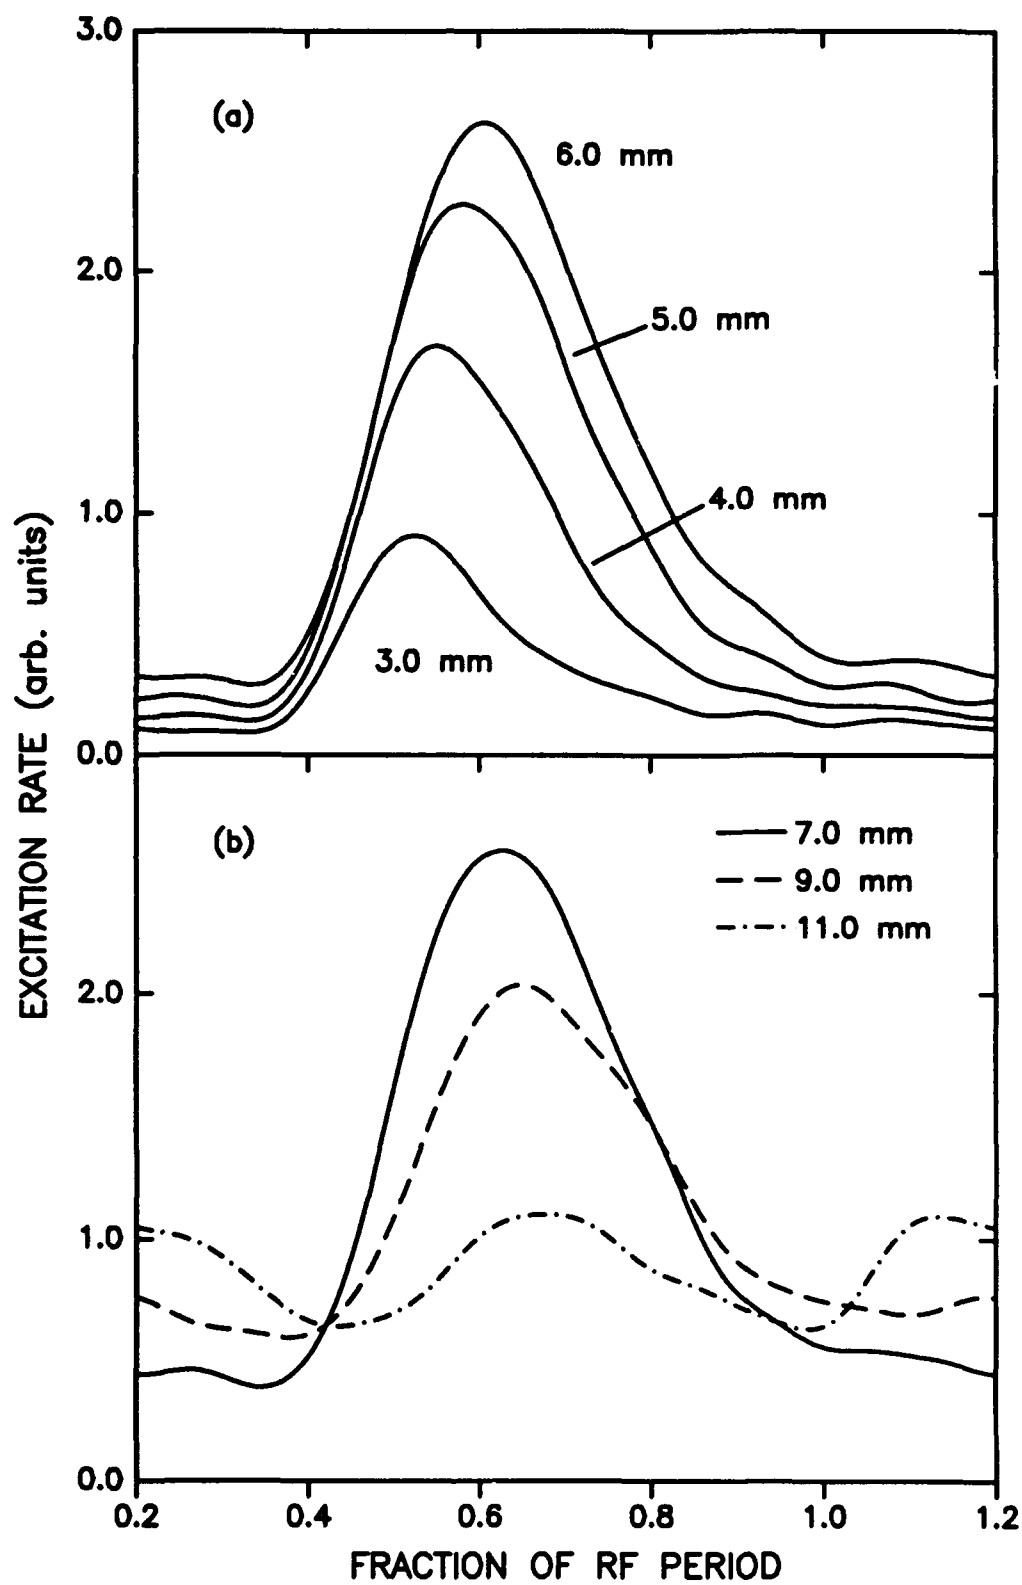 3.0
(a)
6.0 mm
2.0
5.0 mm
4.0 mm
1.0
3.0 mm
0.0
EXCITATION RATE (arb. units)
(b)
7.0 mm
9.0 mm
11.0 mm
2.0
1.0
0.0
0.2 0.4 0.6 0.8 1.0 1.2
FRACTION OF RF PERIOD